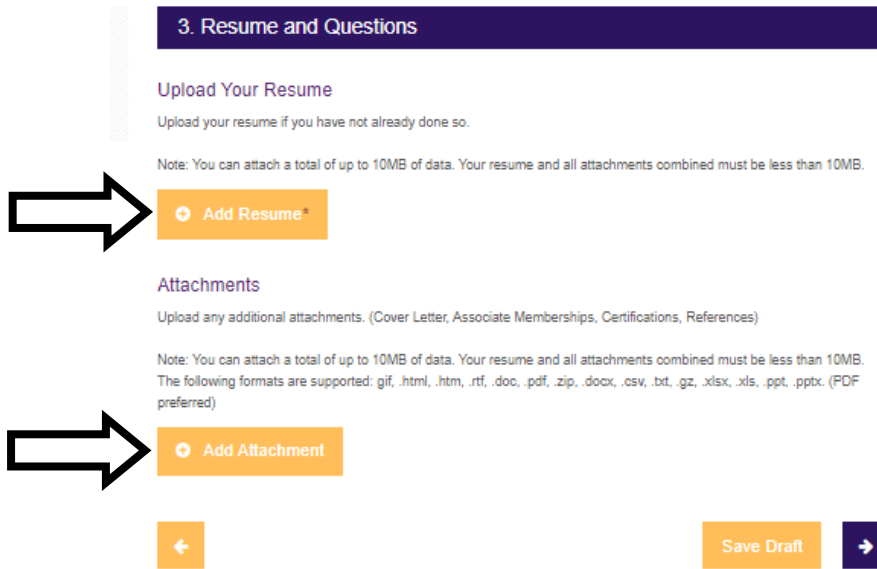 3. Resume and Questions
Upload Your Resume
Upload your resume if you have not already done so.
Note: You can attach a total of up to 10MB of data. Your resume and all attachments combined must be less than 10MB.
Add Resume*
Attachments
Upload any additional attachments. (Cover Letter, Associate Memberships, Certifications, References)
Note: You can attach a total of up to 10MB of data. Your resume and all attachments combined must be less than 10MB.
The following formats are supported: gif, .html, .htm, .rtf, .doc, .pdf, .zip, .docx, .csv, .txt, .gz, .xlsx, .xls, .ppt, .pptx. (PDF
preferred)
Add Attachment
Save Draft